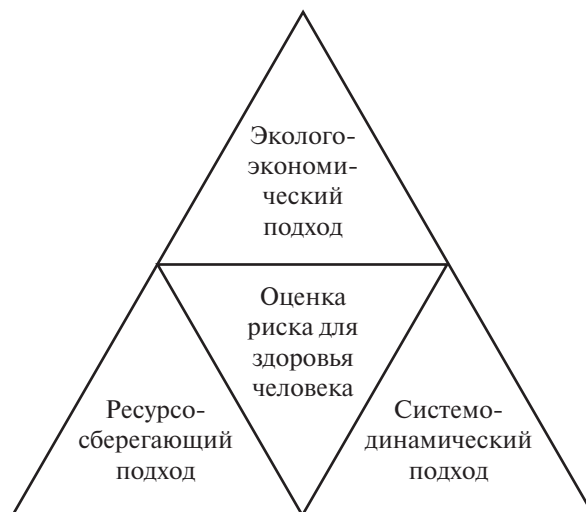 Эколого-
экономи-
ческий
подход
Оценка
риска для
здоровья
человека
Ресурсо-
сберегающий
подход
Системо-
динамический
подход